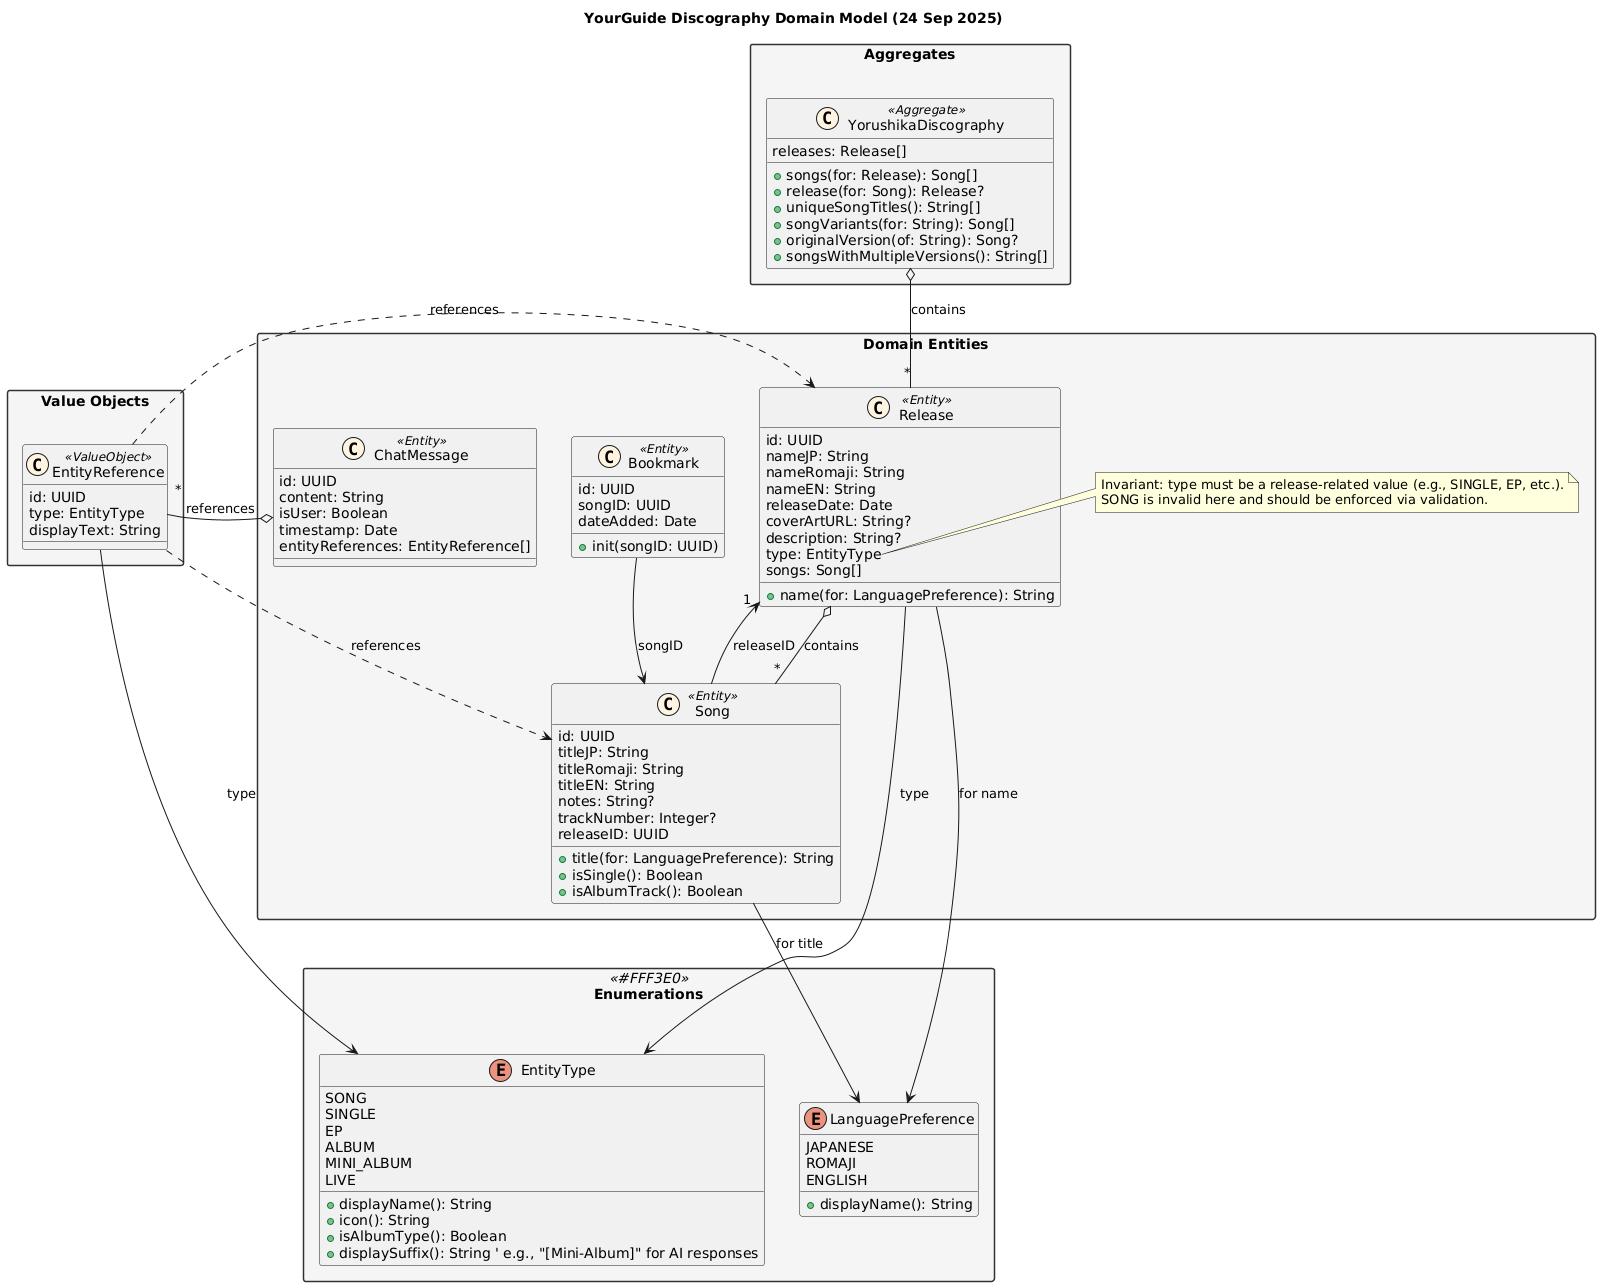 YourGuide Discography Domain Model (24 Sep 2025)
Aggregates
C
«Aggregate»
YorushikaDiscography
releases: Release[]
songs(for: Release): Song[]
release(for: Song): Release?
uniqueSongTitles(): String[]
songVariants(for: String): Song[]
originalVersion(of: String): Song?
songsWithMultipleVersions(): String[]
references
contains
*
Domain Entities
Value Objects
C
«ValueObject»
EntityReference
id: UUID
type: EntityType
displayText: String
*
references
C
«Entity»
ChatMessage
id: UUID
content: String
isUser: Boolean
timestamp: Date
entityReferences: EntityReference[]
C
«Entity»
Bookmark
id: UUID
songID: UUID
dateAdded: Date
init(songID: UUID)
C
«Entity»
Release
id: UUID
nameJP: String
nameRomaji: String
nameEN: String
releaseDate: Date
coverArtURL: String?
description: String?
type: EntityType
songs: Song[]
name(for: LanguagePreference): String
Invariant: type must be a release-related value (e.g., SINGLE, EP, etc.).
SONG is invalid here and should be enforced via validation.
1
references
songID
releaseID
contains
*
C
«Entity»
Song
id: UUID
titleJP: String
titleRomaji: String
titleEN: String
notes: String?
trackNumber: Integer?
releaseID: UUID
title(for: LanguagePreference): String
isSingle(): Boolean
isAlbumTrack(): Boolean
type
type
for name
for title
«#FFF3E0»
Enumerations
E
EntityType
SONG
SINGLE
EP
ALBUM
MINI_ALBUM
LIVE
displayName(): String
icon(): String
isAlbumType(): Boolean
displaySuffix(): String ' e.g., "[Mini-Album]" for AI responses
E
LanguagePreference
JAPANESE
ROMAJI
ENGLISH
displayName(): String